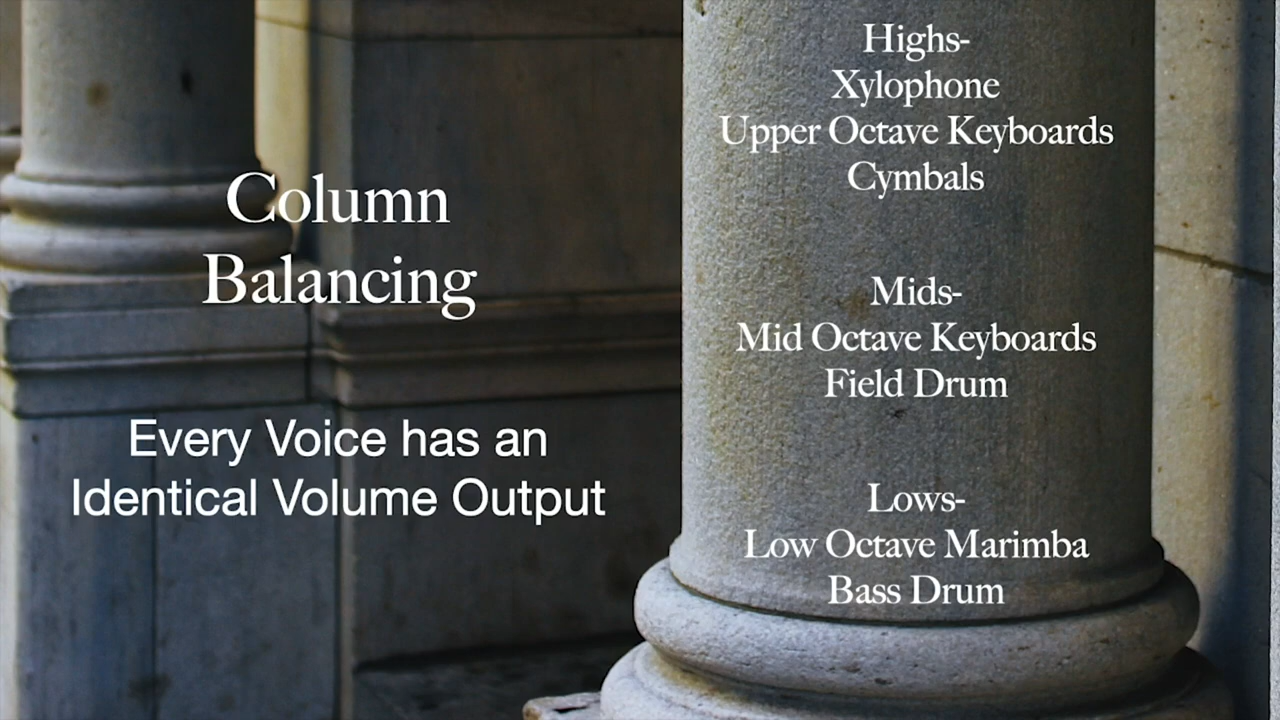 Column
Balancing
Every Voice has an
Identical Volume Output
Highs-
Xylophone
Upper Octave Keyboards
Cymbals
Mids-
Mid Octave Keyboards
Field Drum
Lows-
Low Octave Marimba
Bass Drum